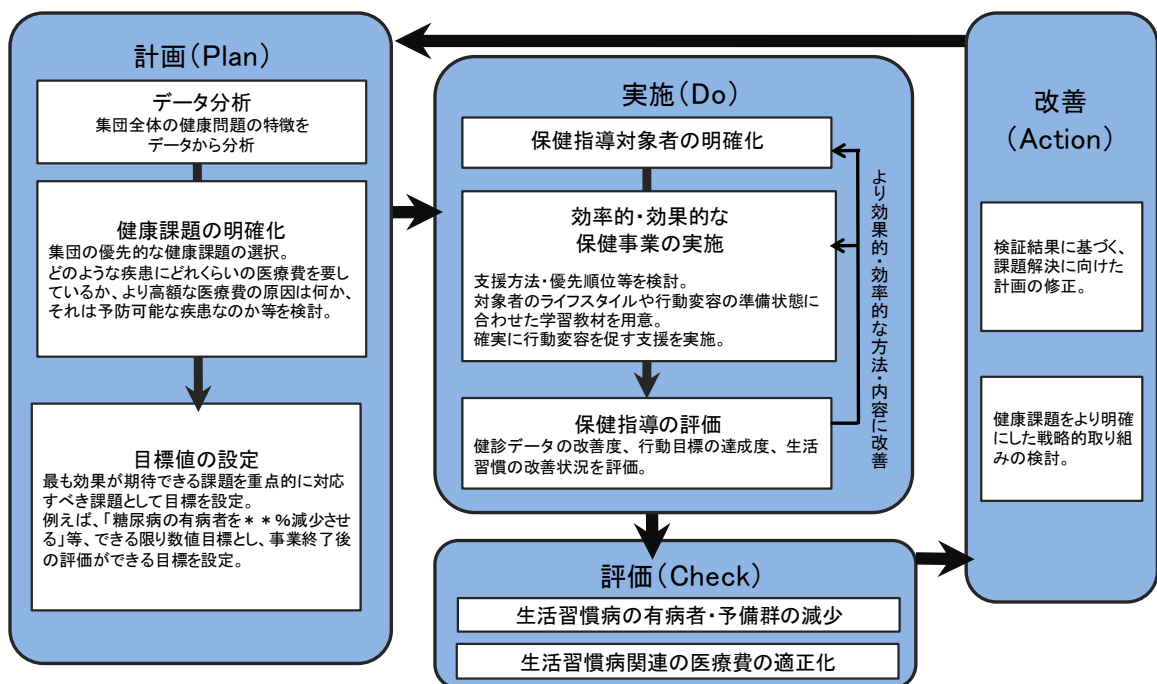 計画（Plan）
データ分析
集団全体の健康問題の特徴を
データから分析
健康課題の明確化
集団の優先的な健康課題の選択。
どのような疾患にどれくらいの医療費を要し
ているか、より高額な医療費の原因は何か、
それは予防可能な疾患なのか等を検討。
目標値の設定
最も効果が期待できる課題を重点的に対応
すべき課題として目標を設定。
例えば、「糖尿病の有病者を＊＊％減少させ
る」等、できる限り数値目標とし、事業終了後
の評価ができる目標を設定。
実施（Do）
保健指導対象者の明確化
効率的・効果的な
保健事業の実施
支援方法・優先順位等を検討。
対象者のライフスタイルや行動変容の準備状態に
合わせた学習教材を用意。
確実に行動変容を促す支援を実施。
保健指導の評価
健診データの改善度、行動目標の達成度、生活
習慣の改善状況を評価。
より効果的・効率的な方法・内容に改善
評価（Check）
生活習慣病の有病者・予備群の減少
生活習慣病関連の医療費の適正化
改善
（Action）
検証結果に基づく、
課題解決に向けた
計画の修正。
健康課題をより明確
にした戦略的取り組
みの検討。